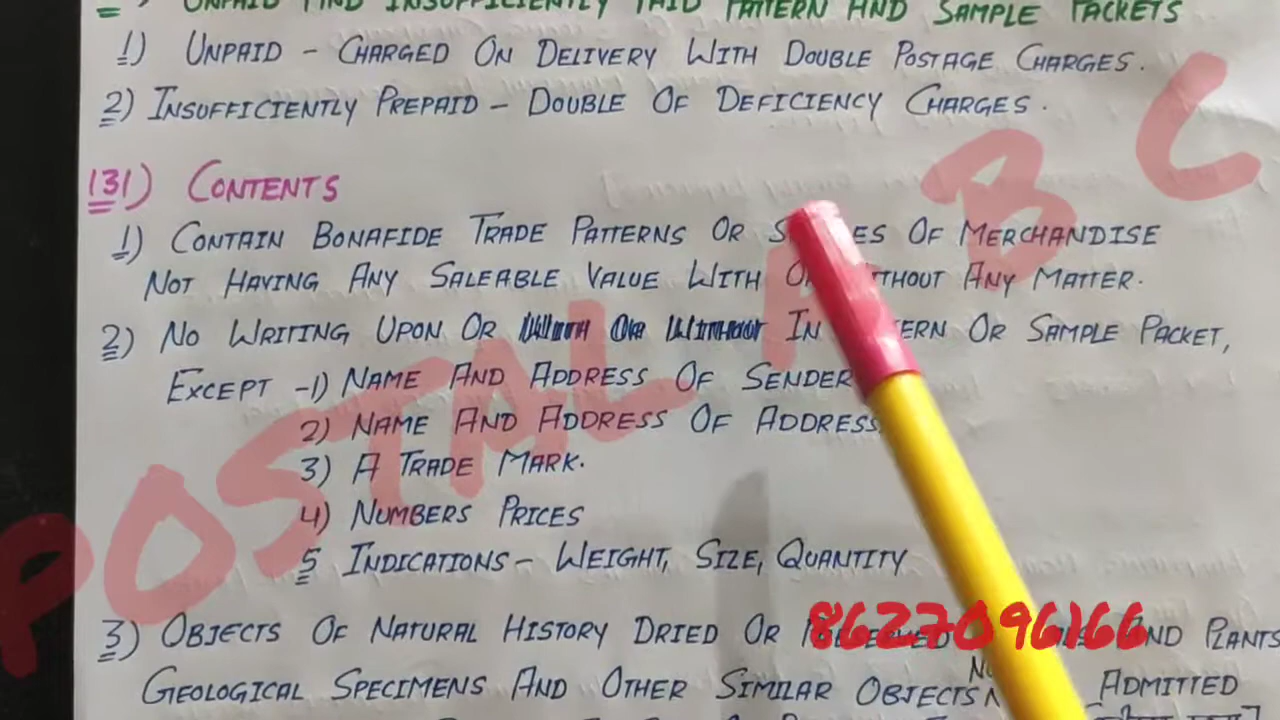 UNPAID AND INSUFFICIENTLY PAID PATTERN AND SAMPLE PACKETS
1) UNPAID – CHARGED ON DELIVERY WITH DOUBLE POSTAGE CHARGES.
2) INSUFFICIENTLY PREPAID – DOUBLE OF DEFICIENCY CHARGES.
131) CONTENTS
1) CONTAIN BONAFIDE TRADE PATTERNS OR OF MERCHANDISE
NOT HAVING ANY SALEABLE VALUE WITH ANY MATTER.
2) NO WRITING UPON OR IN OR SAMPLE PACKET,
EXCEPT -1) NAME AND ADDRESS OF SENDER
2) NAME AND ADDRESS OF ADDRESS
3) A TRADE MARK.
4) NUMBERS PRICES
5 INDICATIONS – WEIGHT, SIZE, QUANTITY
3) OBJECTS OF NATURAL HISTORY DRIED OR AND PLANTS
GEOLOGICAL SPECIMENS AND OTHER SIMILAR OBJECTS ADMITTED
POSTAL ABC
8627096166